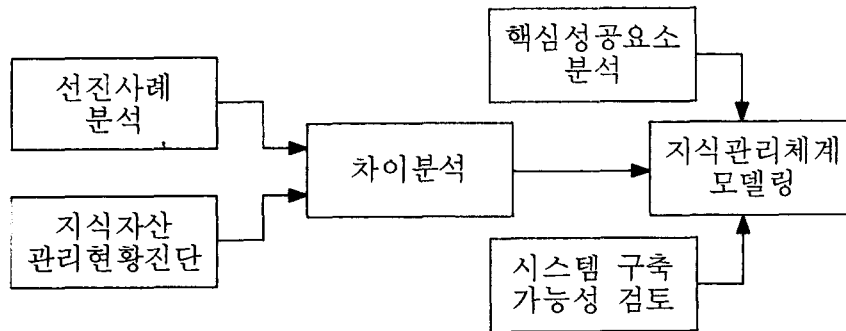 핵심성공요소
분석
선진사례
분석
차이분석
지식관리체계
모델링
지식자산
관리현황진단
시스템 구축
가능성 검토